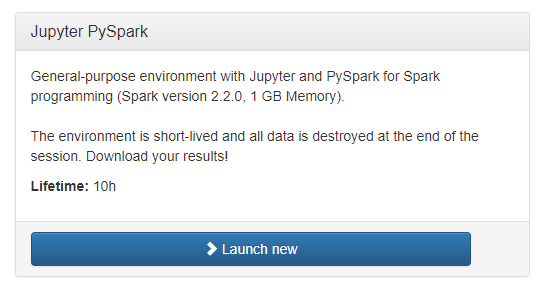 Jupyter PySpark
General-purpose environment with Jupyter and PySpark for Spark
programming (Spark version 2.2.0, 1 GB Memory).
The environment is short-lived and all data is destroyed at the end of the
session. Download your results!
Lifetime: 10h
Launch new